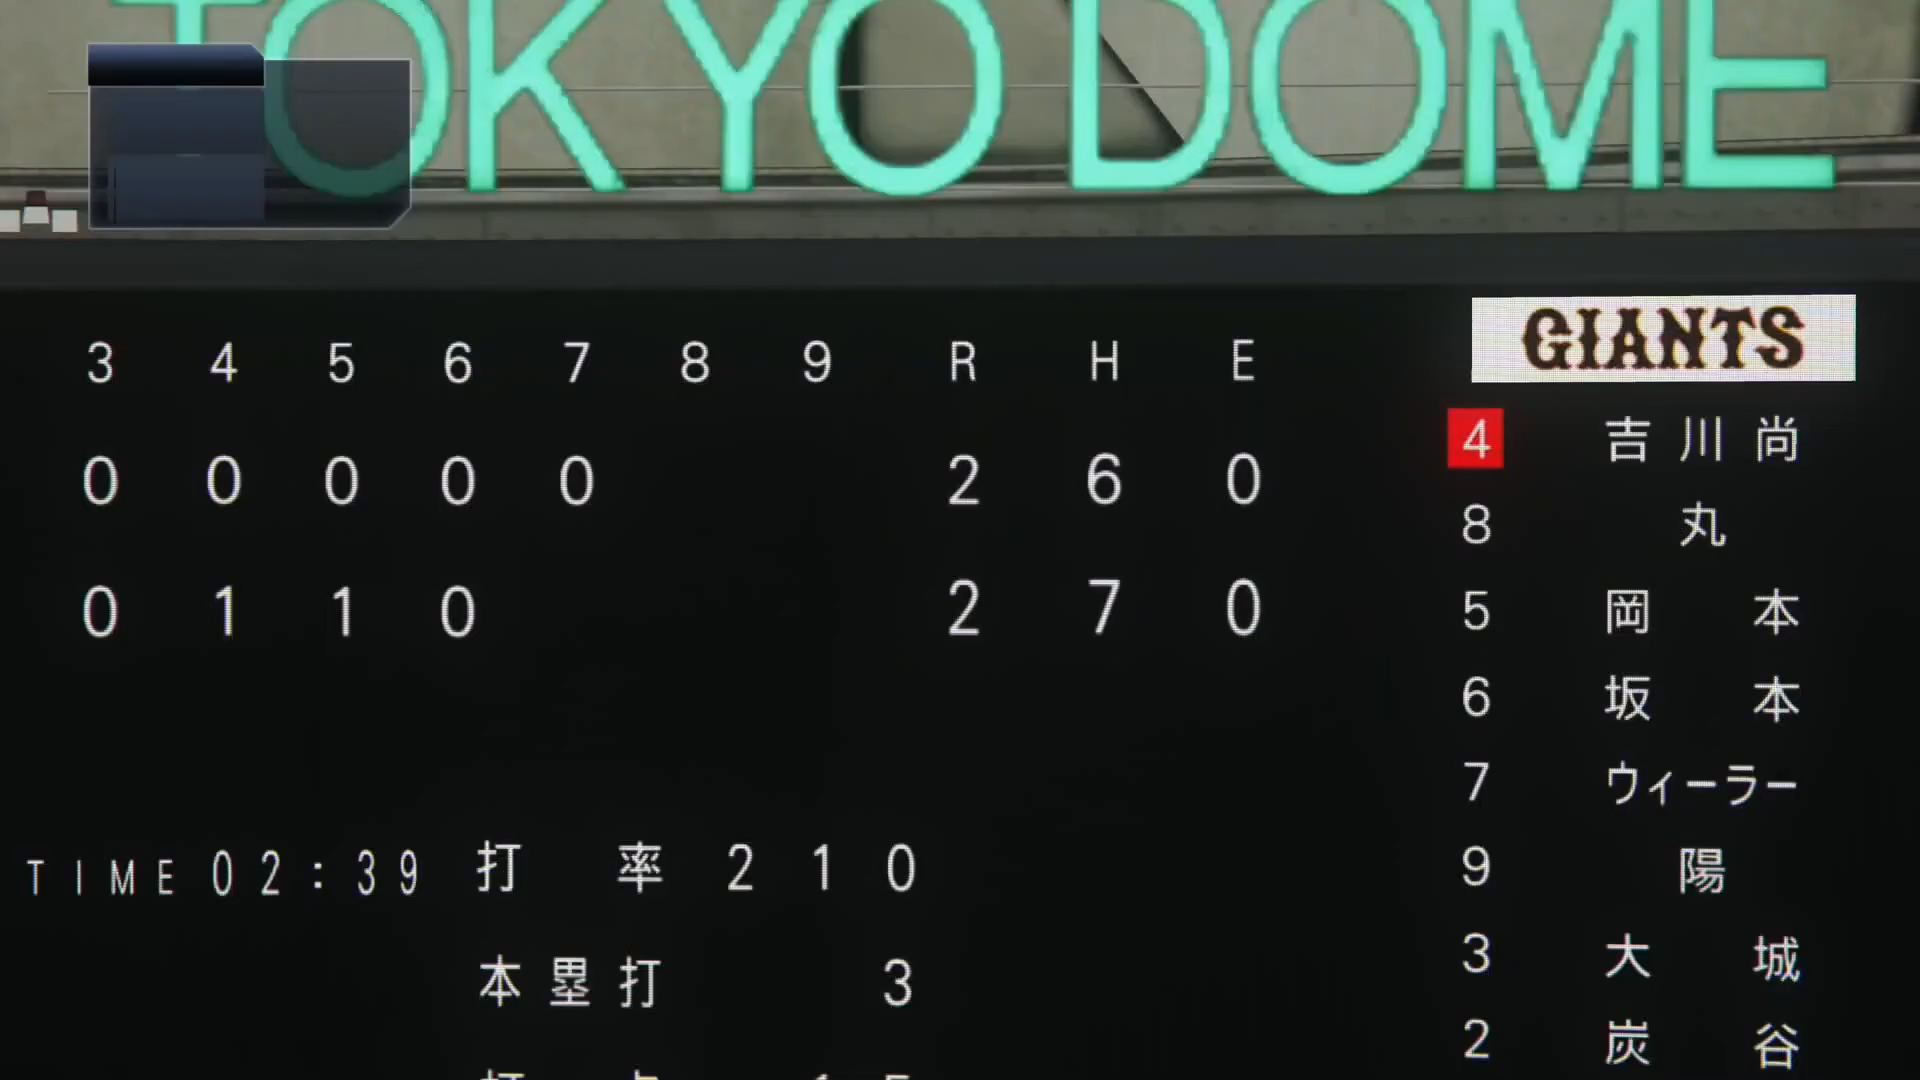 TOKYO DOME
3 4 5 6 7 8 9 R H E
0 0 0 0 0 2 6 0
0 1 1 0 2 7 0
TIME 02:39
打率 210
本塁打 3
GIANTS
4 吉川尚
8 丸
5 岡本
6 坂本
7 ウィーラー
9 陽
3 大城
2 炭谷